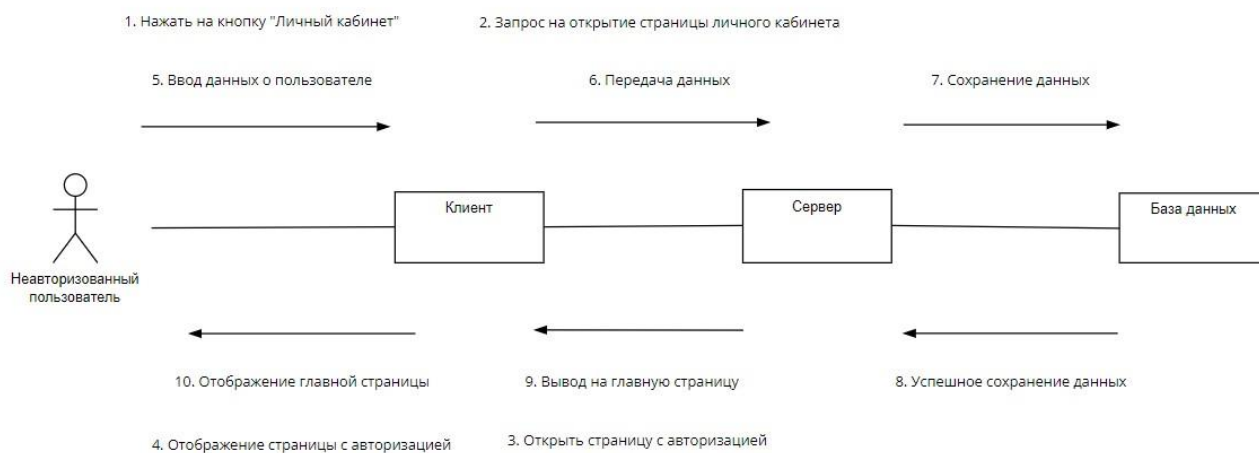 1. Нажать на кнопку "Личный кабинет"
2. Запрос на открытие страницы личного кабинета
5. Ввод данных о пользователе
6. Передача данных
7. Сохранение данных
Клиент
Сервер
База данных
Неавторизованный
пользователь
10. Отображение главной страницы
9. Вывод на главную страницу
8. Успешное сохранение данных
4. Отображение страницы с авторизацией
3. Открыть страницу с авторизацией